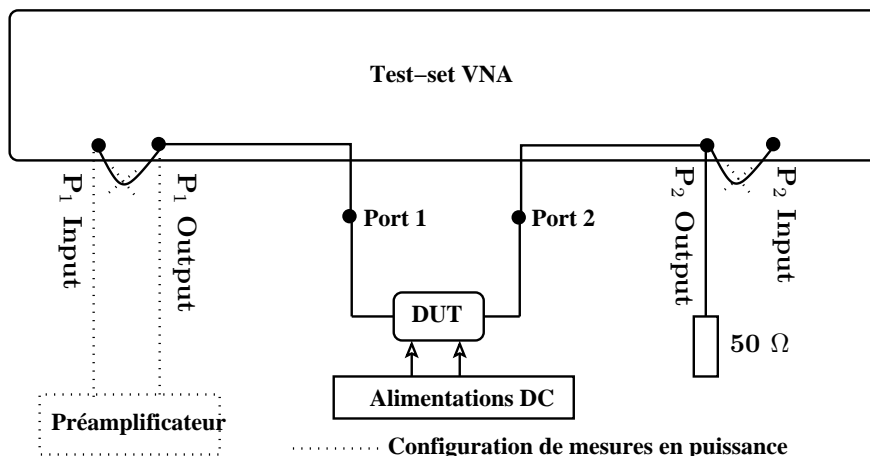 Test–set VNA
P1 Input
P1 Output
Port 1
Port 2
P2 Output
P2 Input
DUT
50 Ω
Alimentations DC
Préamplificateur
Configuration de mesures en puissance